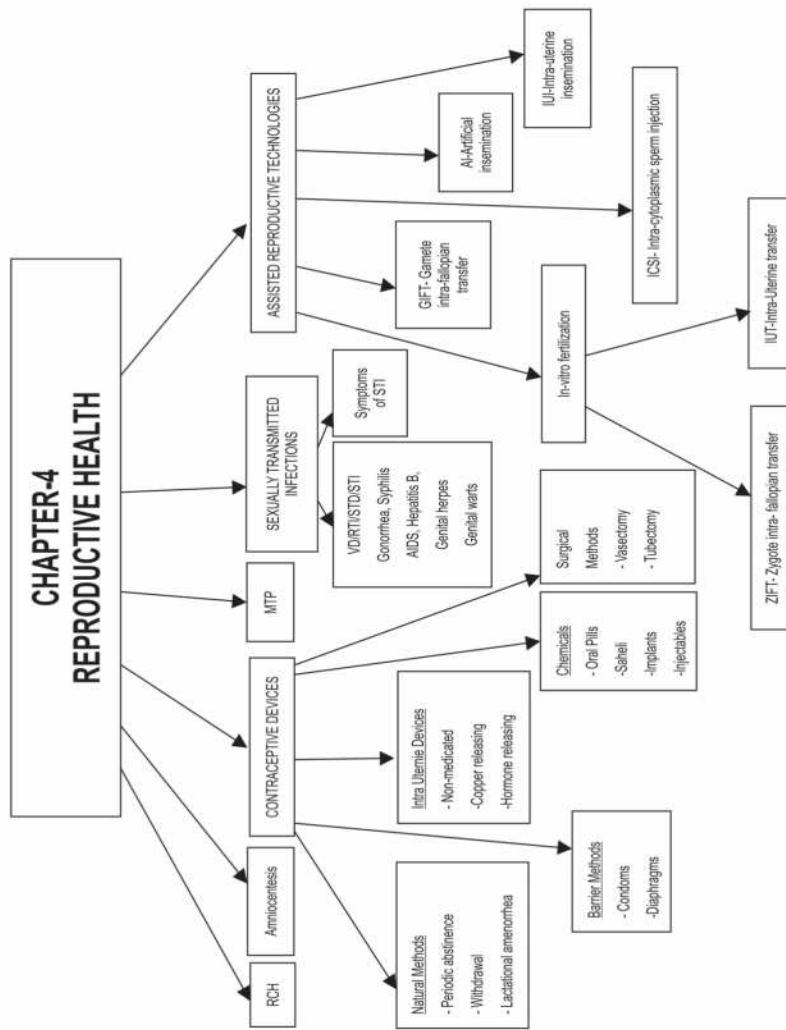 CHAPTER-4
REPRODUCTIVE HEALTH
RCH
Amniocentesis
CONTRACEPTIVE DEVICES
MTP
SEXUALLY TRANSMITTED
INFECTIONS
ASSISTED REPRODUCTIVE TECHNOLOGIES
Natural Methods
- Periodic abstinence
- Withdrawal
- Lactational amenorrhea
Barrier Methods
- Condoms
-Diaphragms
Intra Uternie Devices
- Non-medicated
-Copper releasing
-Hormone releasing
Chemicals
- Oral Pills
-Saheli
-Implants
-Injectables
Surgical
Methods
- Vasectomy
- Tubectomy
VD/RTI/STD/STI
Gonorrhea, Syphilis
AIDS, Hepatitis B,
Genital herpes
Genital warts
Symptoms
of STI
In-vitro fertilization
GIFT- Gamete
intra-fallopian
transfer
ICSI- Intra-cytoplasmic sperm injection
AI-Artificial
insemination
IUI-Intra-uterine
insemination
ZIFT- Zygote intra- fallopian transfer
IUT-Intra-Uterine transfer